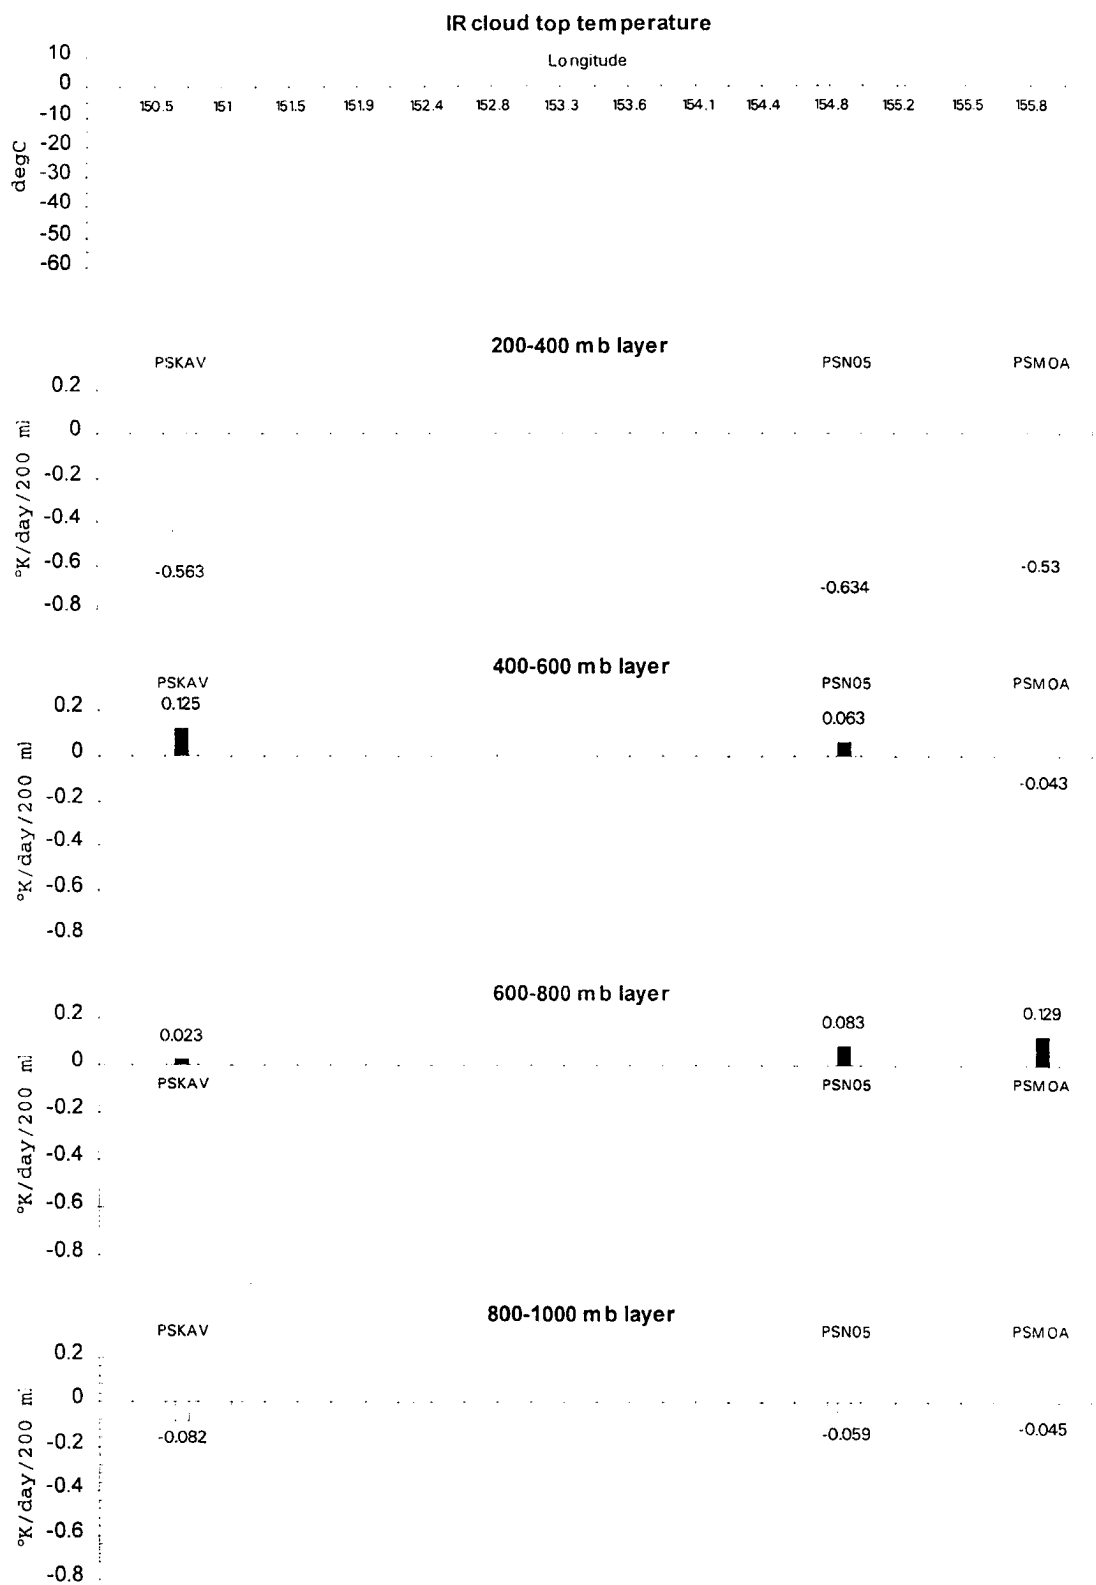 IR cloud top temperature
Longitude
10
0
150.5 151 151.5 151.9 152.4 152.8 153.3 153.6 154.1 154.4 154.8 155.2 155.5 155.8
-10
-20
-30
-40
-50
-60
degC
200-400 mb layer
PSKAV PSN05 PSMOA
0.2
0
-0.2
-0.4
-0.6
-0.8
°K/day/200 ml
-0.563 -0.634 -0.53
400-600 mb layer
PSKAV PSN05 PSMOA
0.2
0
-0.2
-0.4
-0.6
-0.8
°K/day/200 ml
0.125 0.063 -0.043
600-800 mb layer
0.2
0
-0.2
-0.4
-0.6
-0.8
°K/day/200 ml
0.023 0.083 0.129
PSKAV PSN05 PSMOA
800-1000 mb layer
PSKAV PSN05 PSMOA
0.2
0
-0.2
-0.4
-0.6
-0.8
°K/day/200 m
-0.082 -0.059 -0.045